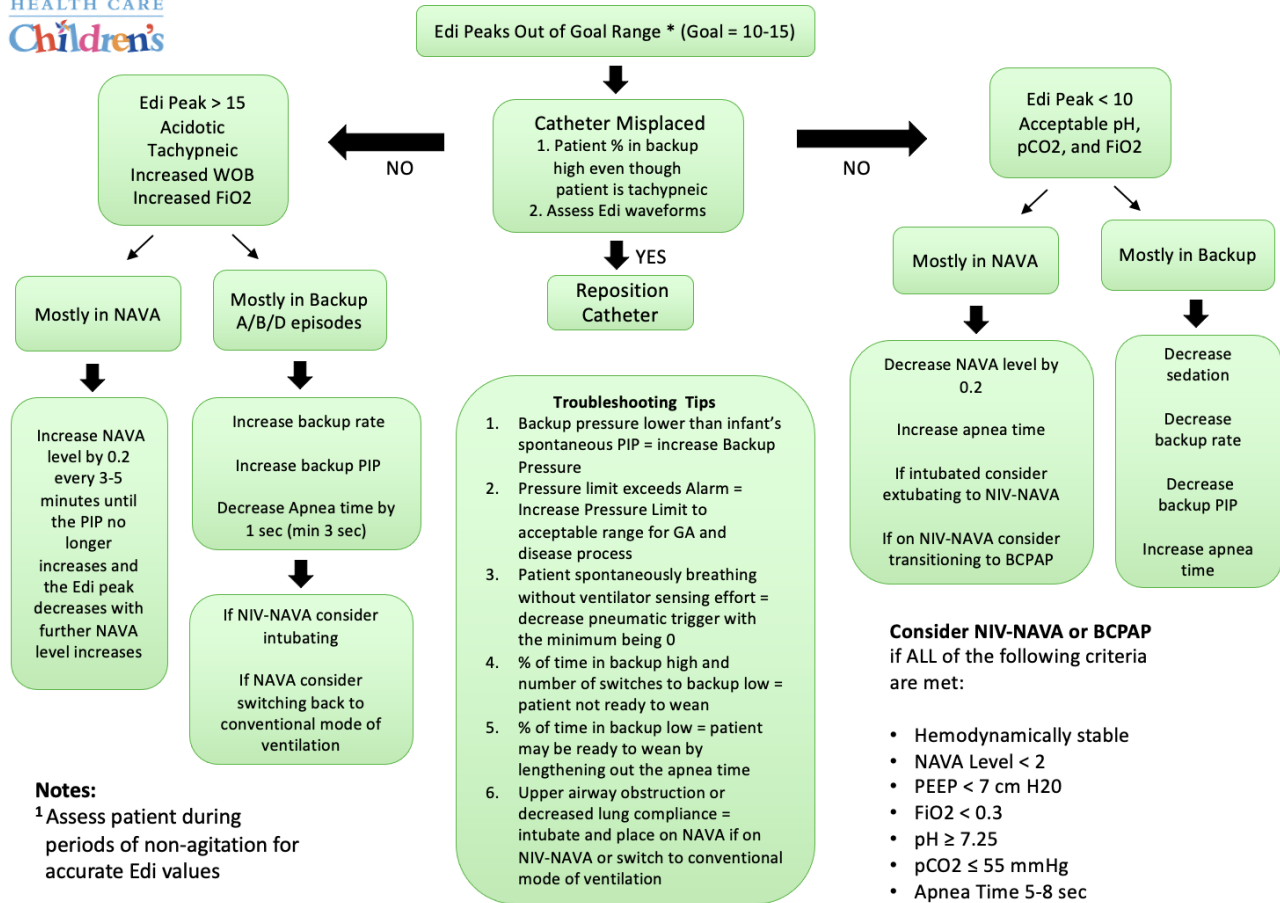 HEALTH CARE
Children's
Edi Peaks Out of Goal Range * (Goal = 10-15)
Edi Peak > 15
Acidotic
Tachypneic
Increased WOB
Increased FiO2
NO
Catheter Misplaced
1. Patient % in backup
high even though
patient is tachypneic
2. Assess Edi waveforms
NO
Edi Peak < 10
Acceptable pH,
pCO2, and FiO2
YES
Reposition
Catheter
Mostly in NAVA
Mostly in Backup
A/B/D episodes
Mostly in NAVA
Mostly in Backup
Increase NAVA
level by 0.2
every 3-5
minutes until
the PIP no
longer
increases and
the Edi peak
decreases with
further NAVA
level increases
Increase backup rate
Increase backup PIP
Decrease Apnea time by
1 sec (min 3 sec)
If NIV-NAVA consider
intubating
If NAVA consider
switching back to
conventional mode of
ventilation
Troubleshooting Tips
1. Backup pressure lower than infant's
spontaneous PIP = increase Backup
Pressure
2. Pressure limit exceeds Alarm =
Increase Pressure Limit to
acceptable range for GA and
disease process
3. Patient spontaneously breathing
without ventilator sensing effort =
decrease pneumatic trigger with
the minimum being 0
4. % of time in backup high and
number of switches to backup low =
patient not ready to wean
5. % of time in backup low = patient
may be ready to wean by
lengthening out the apnea time
6. Upper airway obstruction or
decreased lung compliance =
intubate and place on NAVA if on
NIV-NAVA or switch to conventional
mode of ventilation
Decrease NAVA level by
0.2
Increase apnea time
If intubated consider
extubating to NIV-NAVA
If on NIV-NAVA consider
transitioning to BCPAP
Decrease
sedation
Decrease
backup rate
Decrease
backup PIP
Increase apnea
time
Consider NIV-NAVA or BCPAP
if ALL of the following criteria
are met:
• Hemodynamically stable
• NAVA Level < 2
• PEEP < 7 cm H20
• FiO2 < 0.3
• pH ≥ 7.25
• pCO2 ≤ 55 mmHg
• Apnea Time 5-8 sec
Notes:
¹ Assess patient during
periods of non-agitation for
accurate Edi values